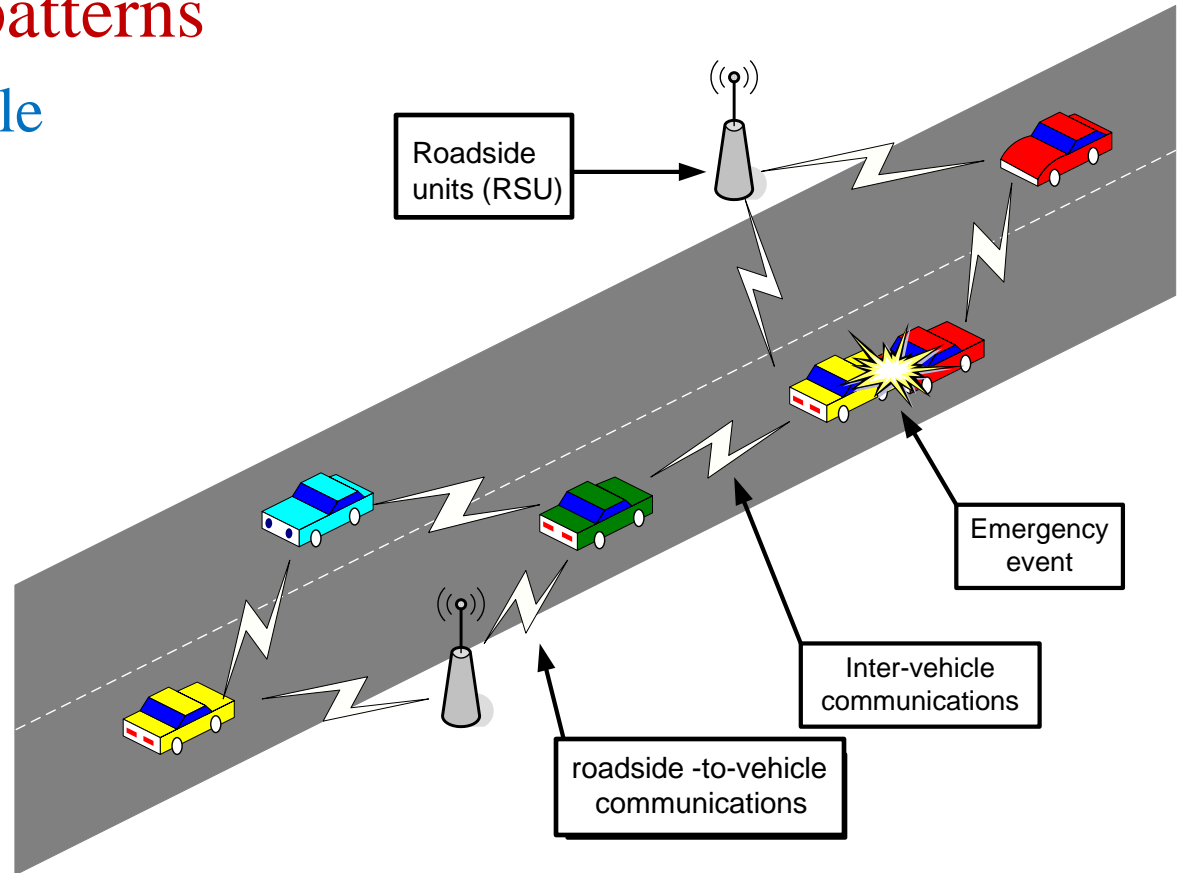 patterns
le
Roadside
units (RSU)
Emergency
event
Inter-vehicle
communications
roadside -to-vehicle
communications